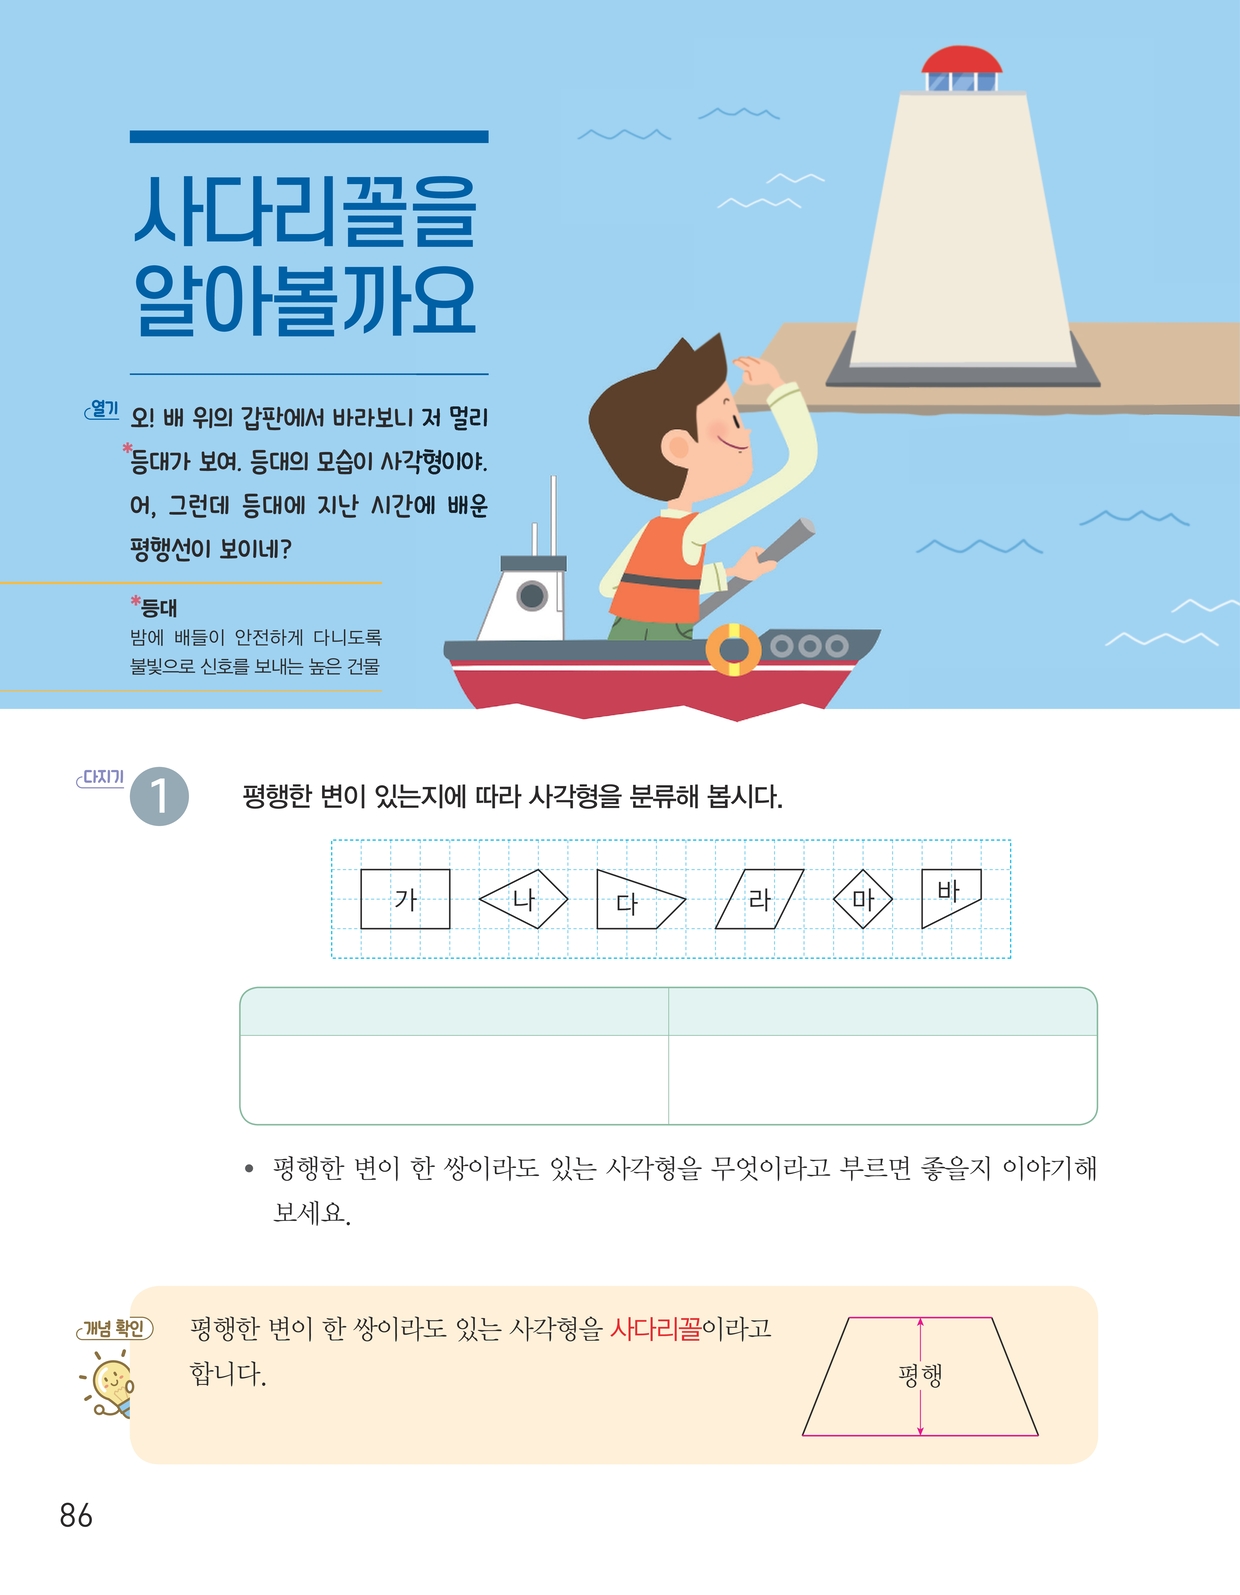 사다리꼴을
알아볼까요
열기
오! 배 위의 갑판에서 바라보니 저 멀리
*등대가 보여. 등대의 모습이 사각형이야.
어, 그런데 등대에 지난 시간에 배운
평행선이 보이네?
*등대
밤에 배들이 안전하게 다니도록
불빛으로 신호를 보내는 높은 건물
다지기
1 평행한 변이 있는지에 따라 사각형을 분류해 봅시다.
가 나 다 라 마 바
• 평행한 변이 한 쌍이라도 있는 사각형을 무엇이라고 부르면 좋을지 이야기해
보세요.
개념 확인
평행한 변이 한 쌍이라도 있는 사각형을 사다리꼴이라고
합니다.
평행
86